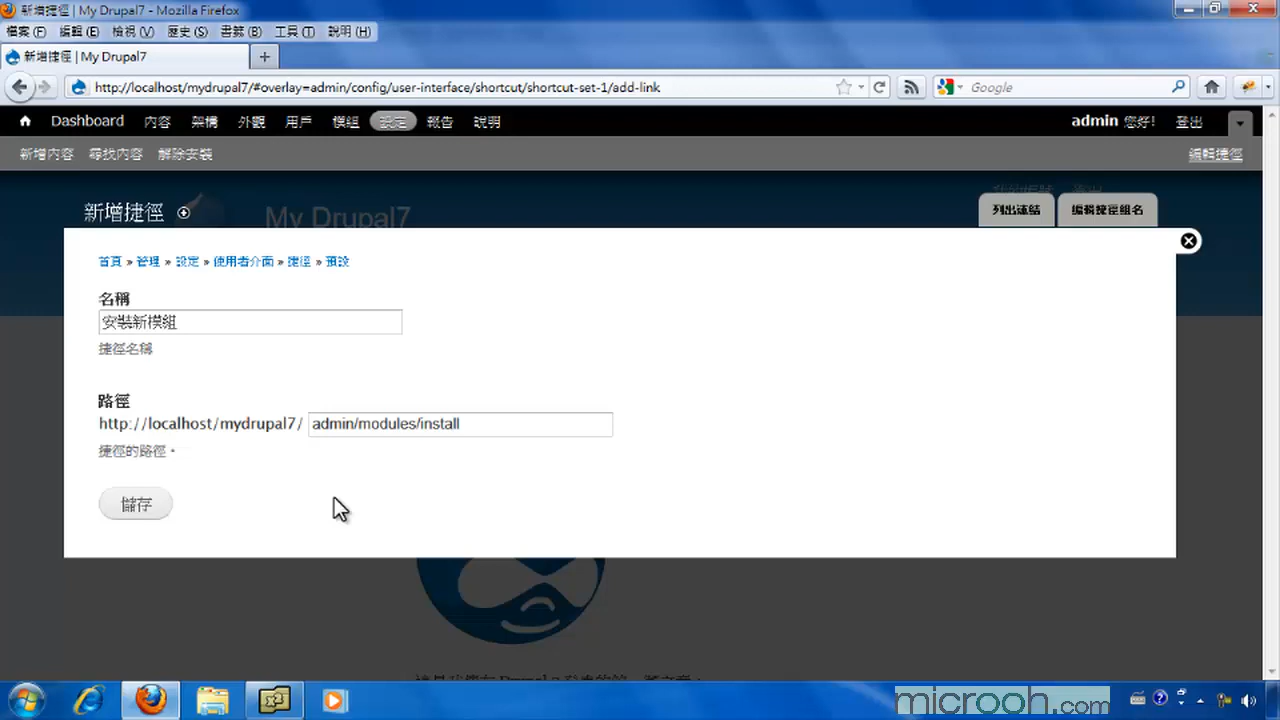 新增捷徑 | My Drupal7 - Mozilla Firefox
檔案(F) 編輯(E) 檢視(V) 歷史(S) 書籤(B) 工具(T) 說明(H)
新增捷徑 | My Drupal7
http://localhost/mydrupal7/#overlay=admin/config/user-interface/shortcut/shortcut-set-1/add-link
Google
Dashboard 內容 架構 外觀 用戶 模組 設定 報告 說明 admin 您好! 登出
新增內容 尋找內容 解除安裝 編輯捷徑
我的帳號 登出
新增捷徑 My Drupal7 列出連結 編輯捷徑組名
首頁 » 管理 » 設定 » 使用者介面 » 捷徑 » 預設
名稱
安裝新模組
捷徑名稱
路徑
http://localhost/mydrupal7/ admin/modules/install
捷徑的路徑。
儲存
microoh.com